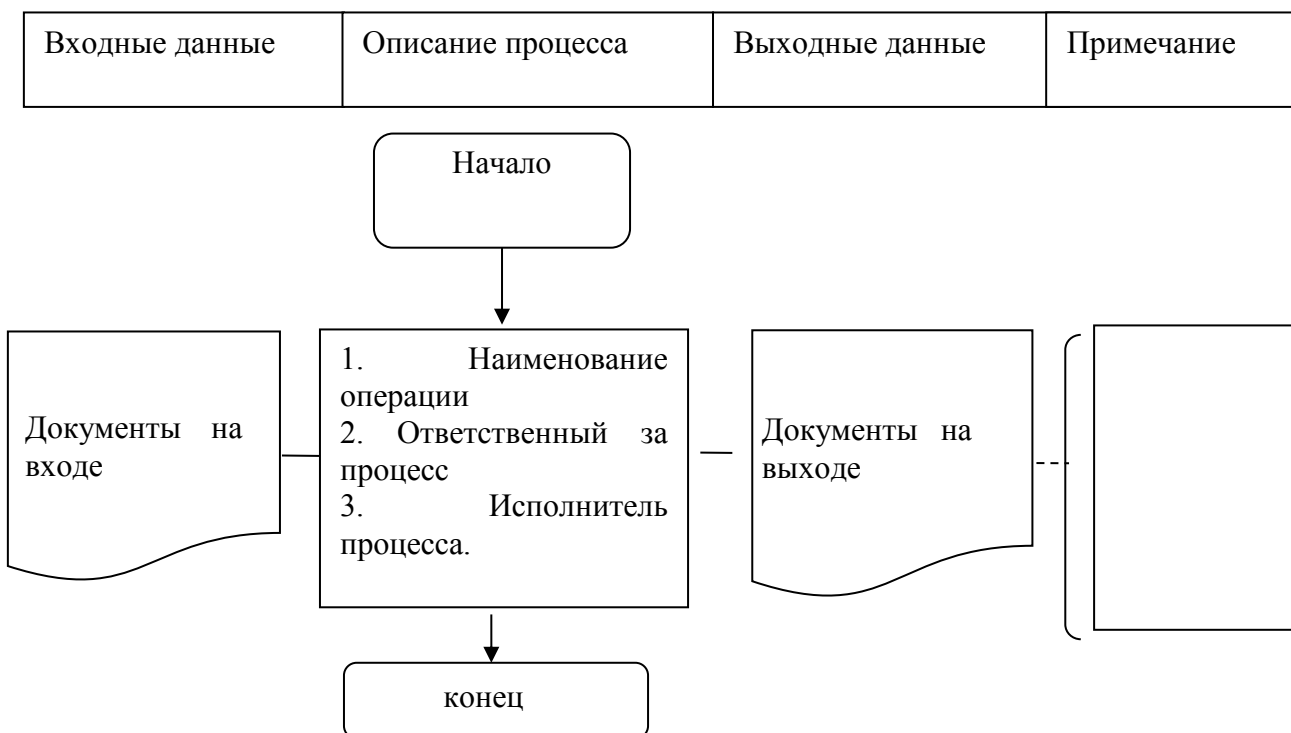 Входные данные
Описание процесса
Выходные данные
Примечание
Начало
Документы на
входе
1. Наименование
операции
2. Ответственный за
процесс
3. Исполнитель
процесса.
Документы на
выходе
конец